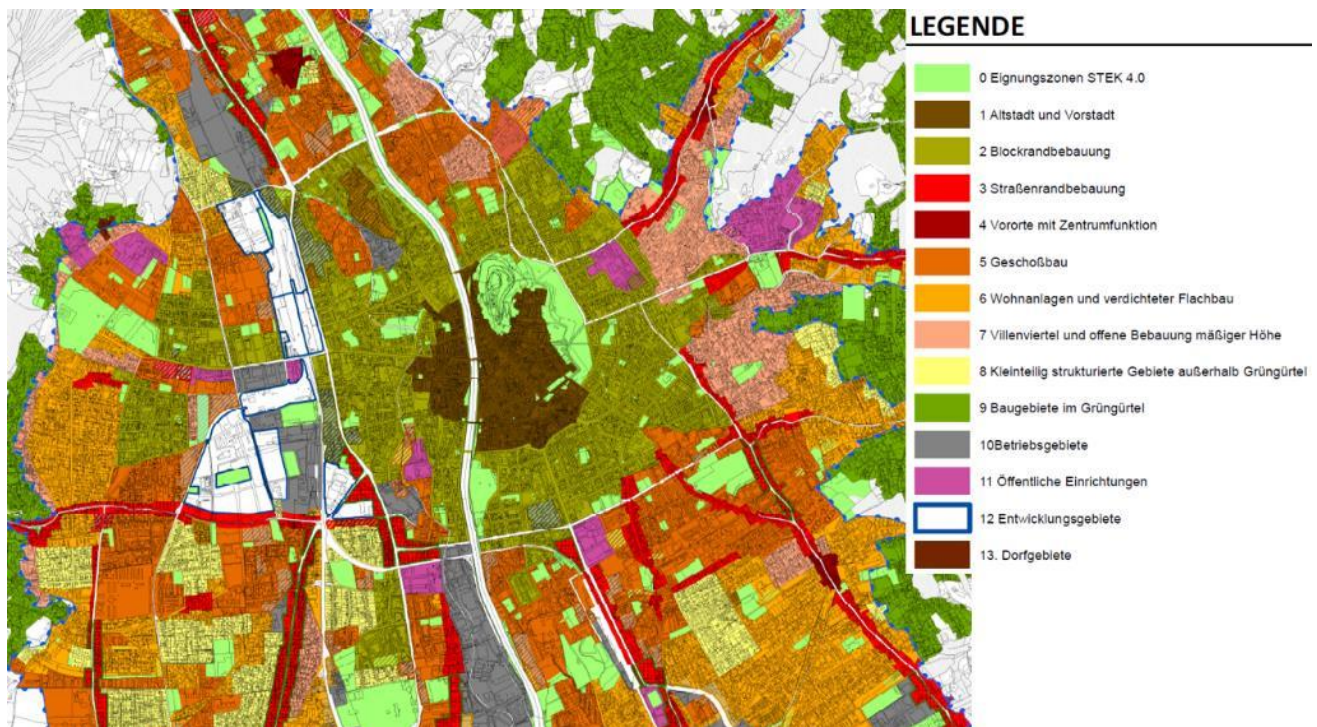 LEGENDE
0 Eignungszonen STEK 4.0
1 Altstadt und Vorstadt
2 Blockrandbebauung
3 Straßenrandbebauung
4 Vororte mit Zentrumfunktion
5 Geschoßbau
6 Wohnanlagen und verdichteter Flachbau
7 Villenviertel und offene Bebauung mäßiger Höhe
8 Kleinteilig strukturierte Gebiete außerhalb Grüngürtel
9 Baugebiete im Grüngürtel
10Betriebsgebiete
11 Öffentliche Einrichtungen
12 Entwicklungsgebiete
13. Dorfgebiete